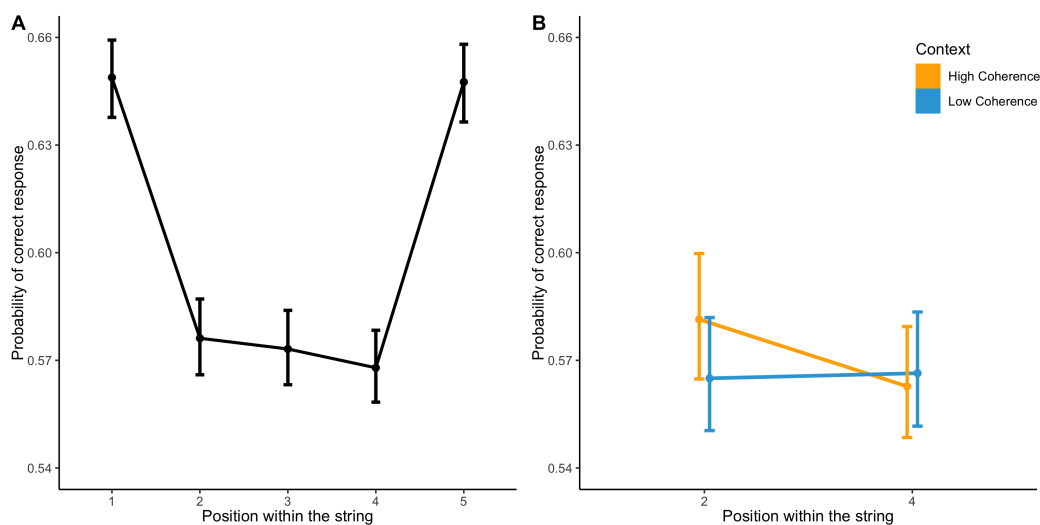 A
0.66
0.63
0.60
0.57
0.54
Probability of correct response
1 2 3 4 5
Position within the string
B
0.66
0.63
0.60
0.57
0.54
Probability of correct response
Context
High Coherence
Low Coherence
2 4
Position within the string